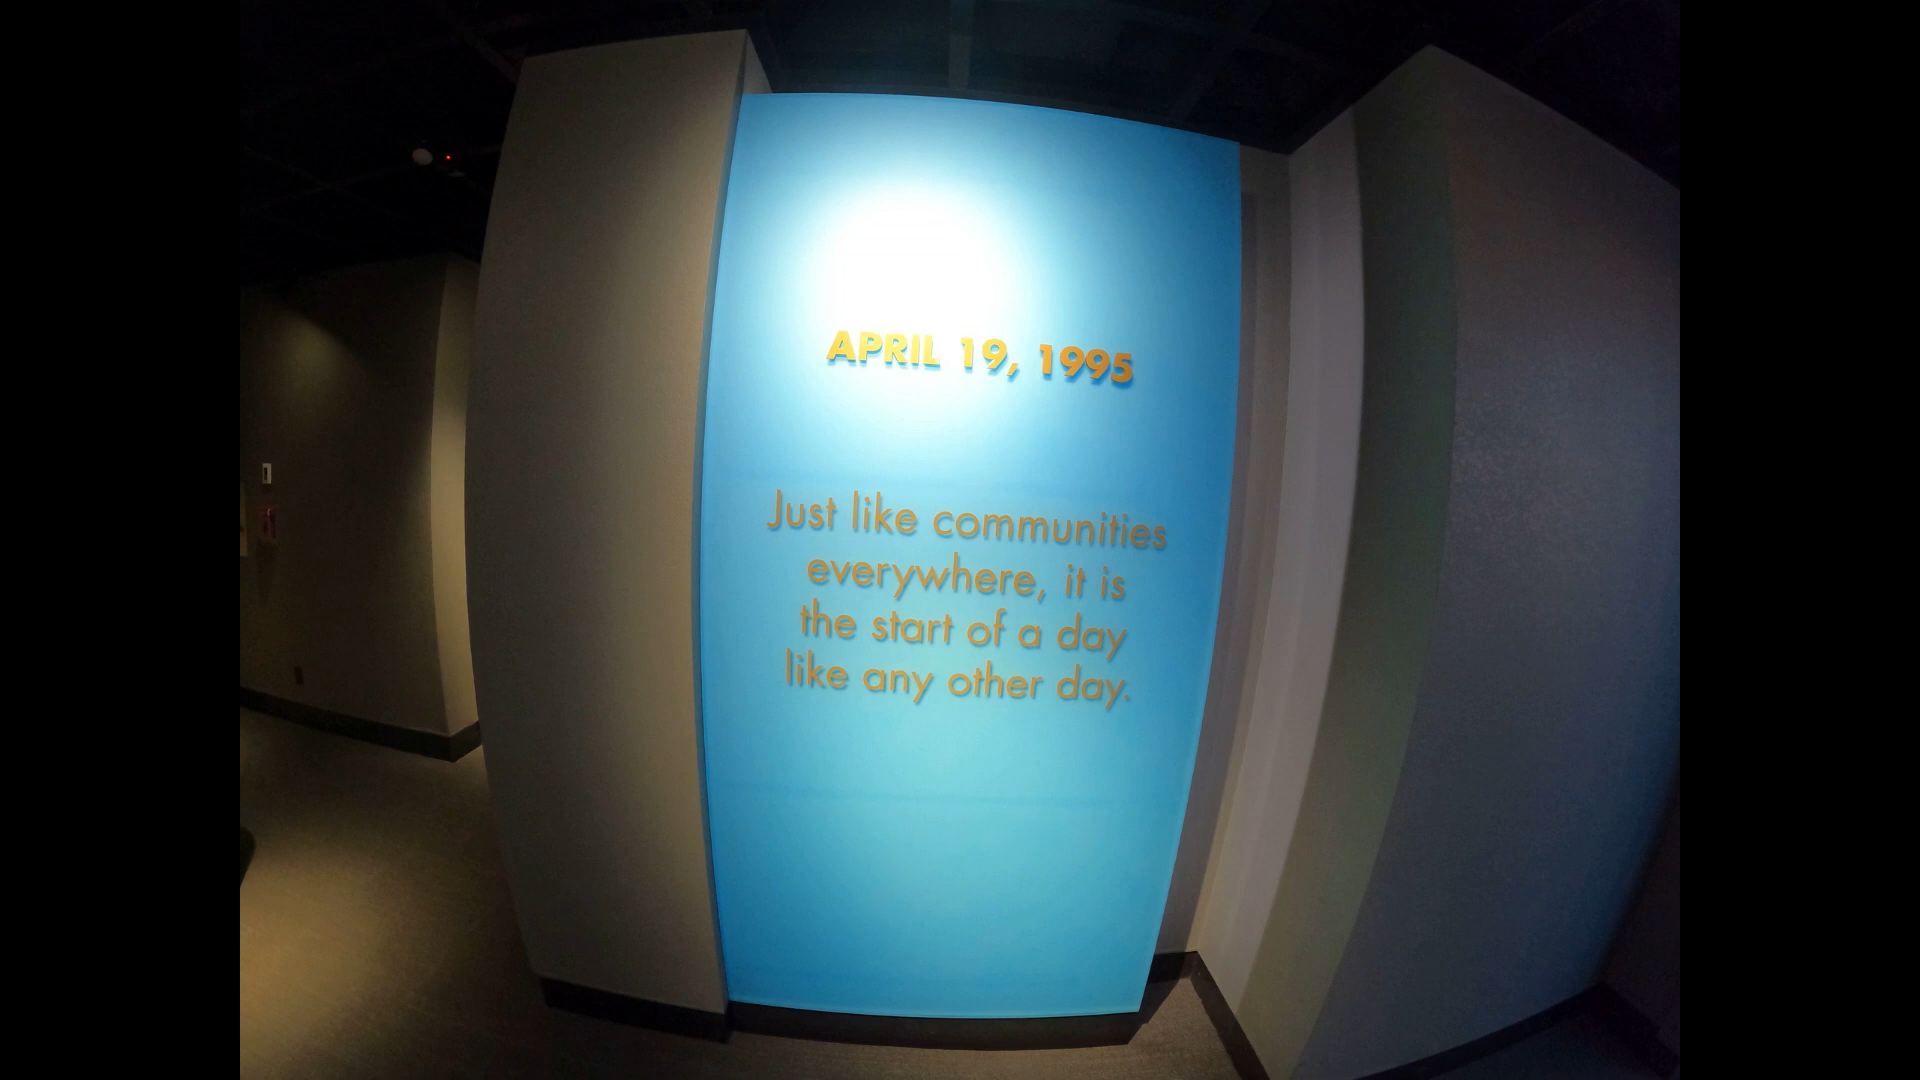 APRIL 19, 1995
Just like communities
everywhere, it is
the start of a day
like any other day.